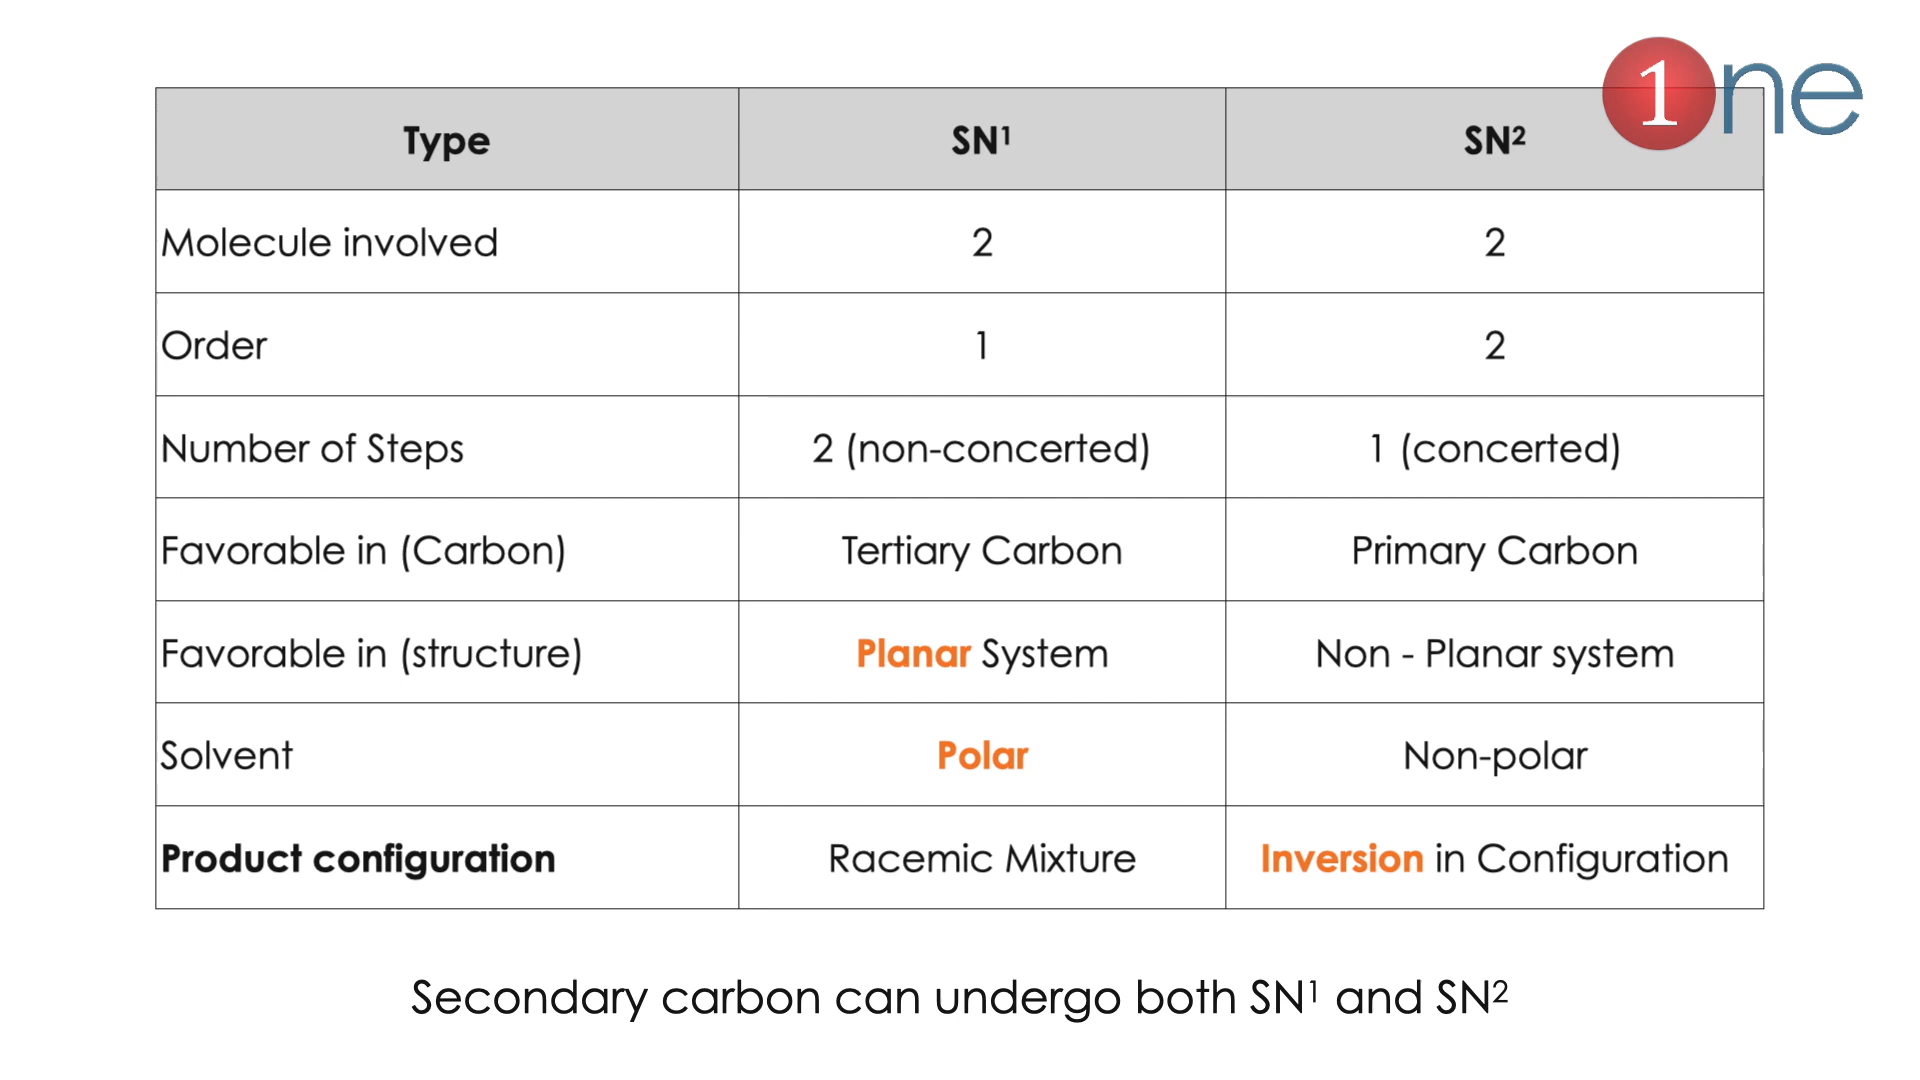 1ne
Type SN¹ SN²
Molecule involved 2 2
Order 1 2
Number of Steps 2 (non-concerted) 1 (concerted)
Favorable in (Carbon) Tertiary Carbon Primary Carbon
Favorable in (structure) Planar System Non - Planar system
Solvent Polar Non-polar
Product configuration Racemic Mixture Inversion in Configuration
Secondary carbon can undergo both SN¹ and SN²